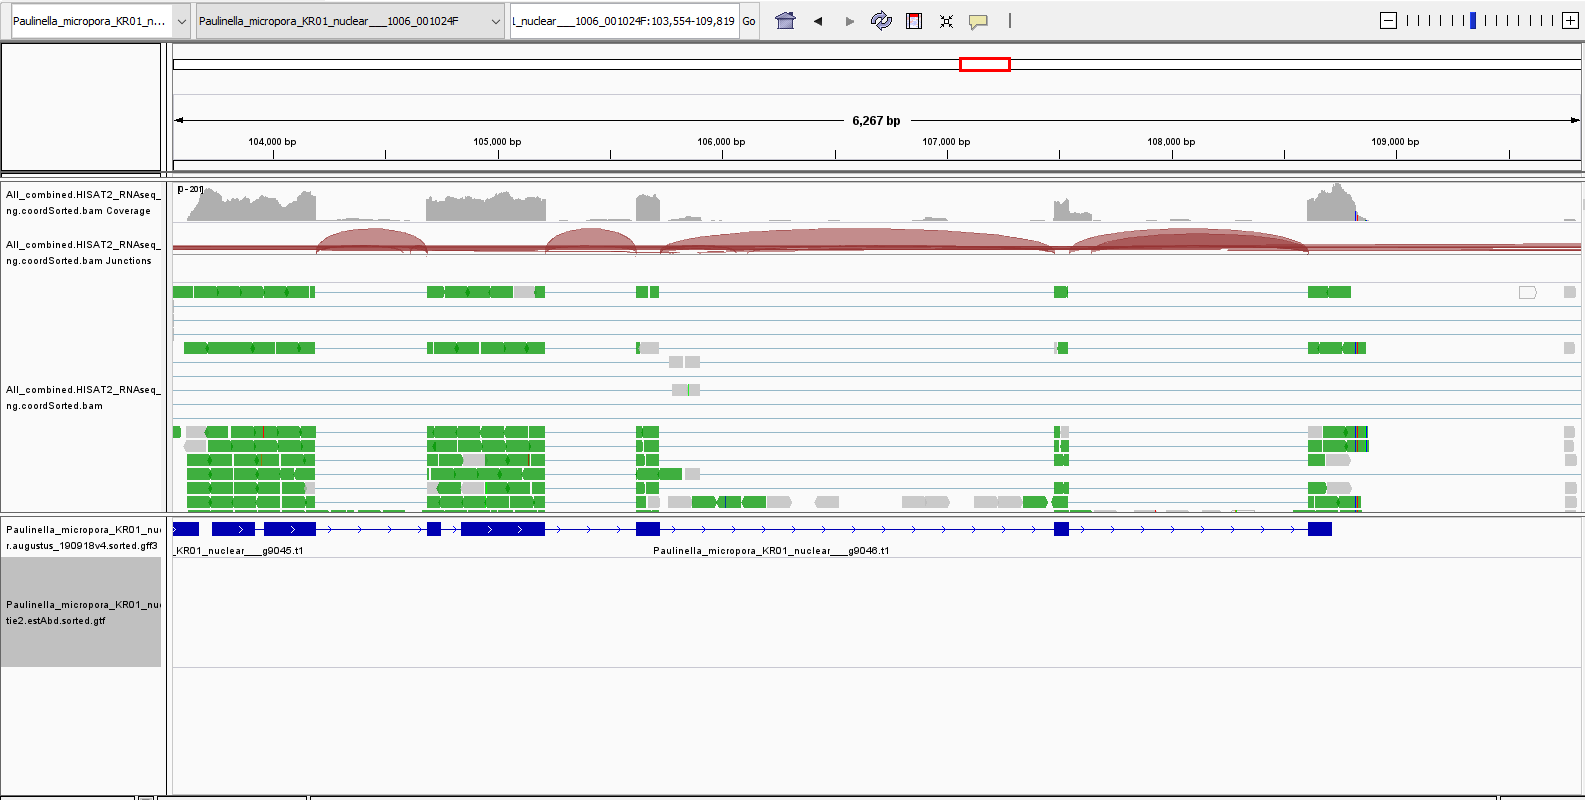 Paulinella_micropora_KR01_n... Paulinella_micropora_KR01_nuclear___1006_001024F l_nuclear___1006_001024F:103,554-109,819 Go
6,267 bp
104,000 bp 105,000 bp 106,000 bp 107,000 bp 108,000 bp 109,000 bp
All_combined.HISAT2_RNAseq_
ng.coordSorted.bam Coverage
[0-201]
All_combined.HISAT2_RNAseq_
ng.coordSorted.bam Junctions
All_combined.HISAT2_RNAseq_
ng.coordSorted.bam
Paulinella_micropora_KR01_nu
r.augustus_190918v4.sorted.gff3
_KR01_nuclear___g9045.t1 Paulinella_micropora_KR01_nuclear___g9046.t1
Paulinella_micropora_KR01_nu
tie2.estAbd.sorted.gtf